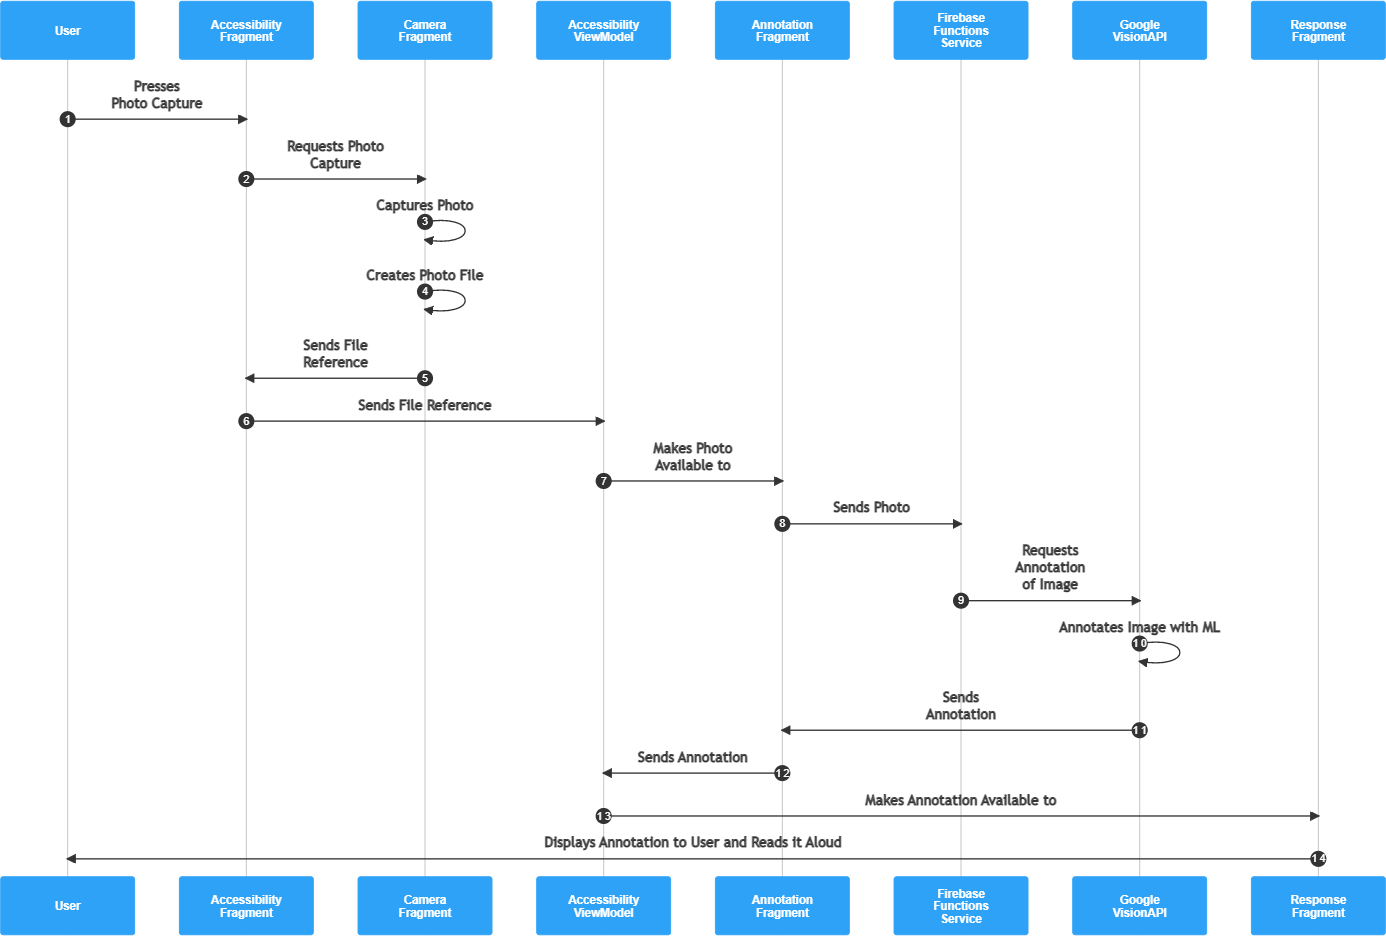 User
Accessibility
Fragment
Camera
Fragment
Accessibility
ViewModel
Annotation
Fragment
Firebase
Functions
Service
Google
VisionAPI
Response
Fragment
Presses
Photo Capture
1
Requests Photo
Capture
2
Captures Photo
3
Creates Photo File
4
Sends File
Reference
5
Sends File Reference
6
Makes Photo
Available to
7
Sends Photo
8
Requests
Annotation
of Image
9
Annotates Image with ML
10
Sends
Annotation
11
Sends Annotation
12
Makes Annotation Available to
13
Displays Annotation to User and Reads it Aloud
14
User
Accessibility
Fragment
Camera
Fragment
Accessibility
ViewModel
Annotation
Fragment
Firebase
Functions
Service
Google
VisionAPI
Response
Fragment